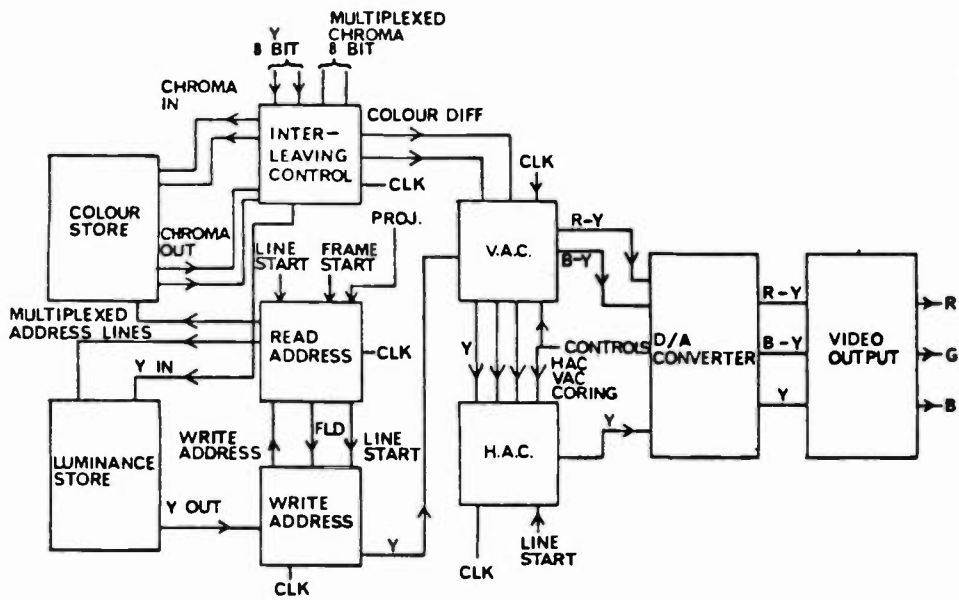 Y
8 BIT
MULTIPLEXED
CHROMA
8 BIT
CHROMA
IN
COLOUR DIFF
INTER-
LEAVING
CONTROL
CLK
CLK
COLOUR
STORE
CHROMA
OUT
PROJ.
LINE
START
FRAME
START
V.A.C.
R-Y
B-Y
MULTIPLEXED
ADDRESS LINES
READ
ADDRESS
CLK
Y
CONTROLS
HAC
VAC
CORING
D/A
CONVERTER
R-Y
B-Y
Y
VIDEO
OUTPUT
R
G
B
Y IN
WRITE
ADDRESS
FLD
LINE
START
LUMINANCE
STORE
Y OUT
WRITE
ADDRESS
Y
CLK
H.A.C.
Y
CLK
LINE
START